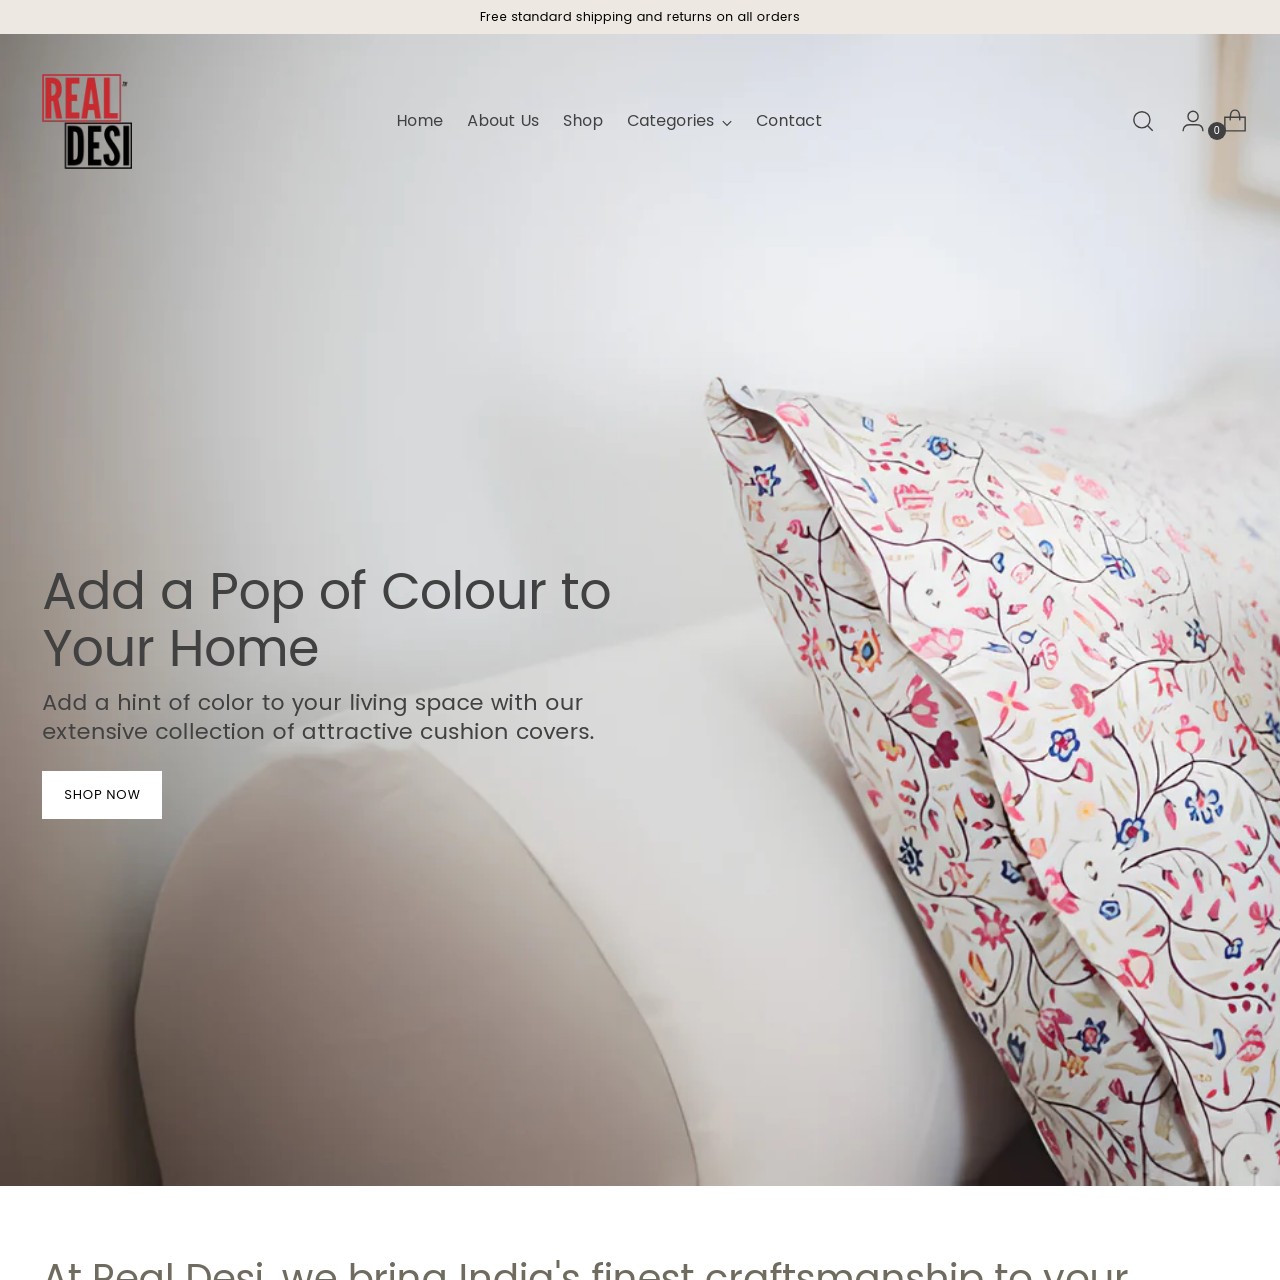 Free standard shipping and returns on all orders
REAL
DESI
Home
About Us
Shop
Categories
Contact
0
Add a Pop of Colour to
Your Home
Add a hint of color to your living space with our
extensive collection of attractive cushion covers.
SHOP NOW
At Real Desi, we bring India's finest craftsmanship to your